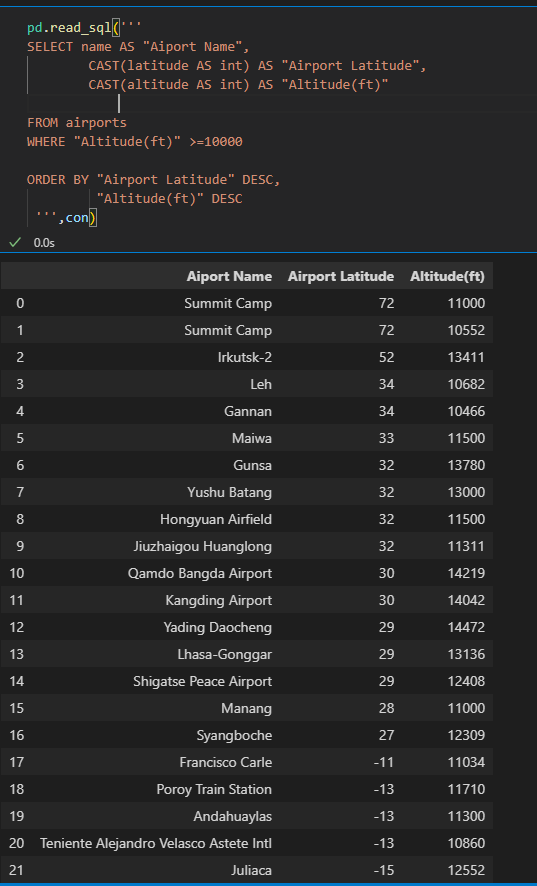 pd.read_sql('''
SELECT name AS "Aiport Name",
CAST(latitude AS int) AS "Airport Latitude",
CAST(altitude AS int) AS "Altitude(ft)"
FROM airports
WHERE "Altitude(ft)" >=10000
ORDER BY "Airport Latitude" DESC,
"Altitude(ft)" DESC
''',con)
✓ 0.0s
Aiport Name Airport Latitude Altitude(ft)
0 Summit Camp 72 11000
1 Summit Camp 72 10552
2 Irkutsk-2 52 13411
3 Leh 34 10682
4 Gannan 34 10466
5 Maiwa 33 11500
6 Gunsa 32 13780
7 Yushu Batang 32 13000
8 Hongyuan Airfield 32 11500
9 Jiuzhaigou Huanglong 32 11311
10 Qamdo Bangda Airport 30 14219
11 Kangding Airport 30 14042
12 Yading Daocheng 29 14472
13 Lhasa-Gonggar 29 13136
14 Shigatse Peace Airport 29 12408
15 Manang 28 11000
16 Syangboche 27 12309
17 Francisco Carle -11 11034
18 Poroy Train Station -13 11710
19 Andahuaylas -13 11300
20 Teniente Alejandro Velasco Astete Intl -13 10860
21 Juliaca -15 12552